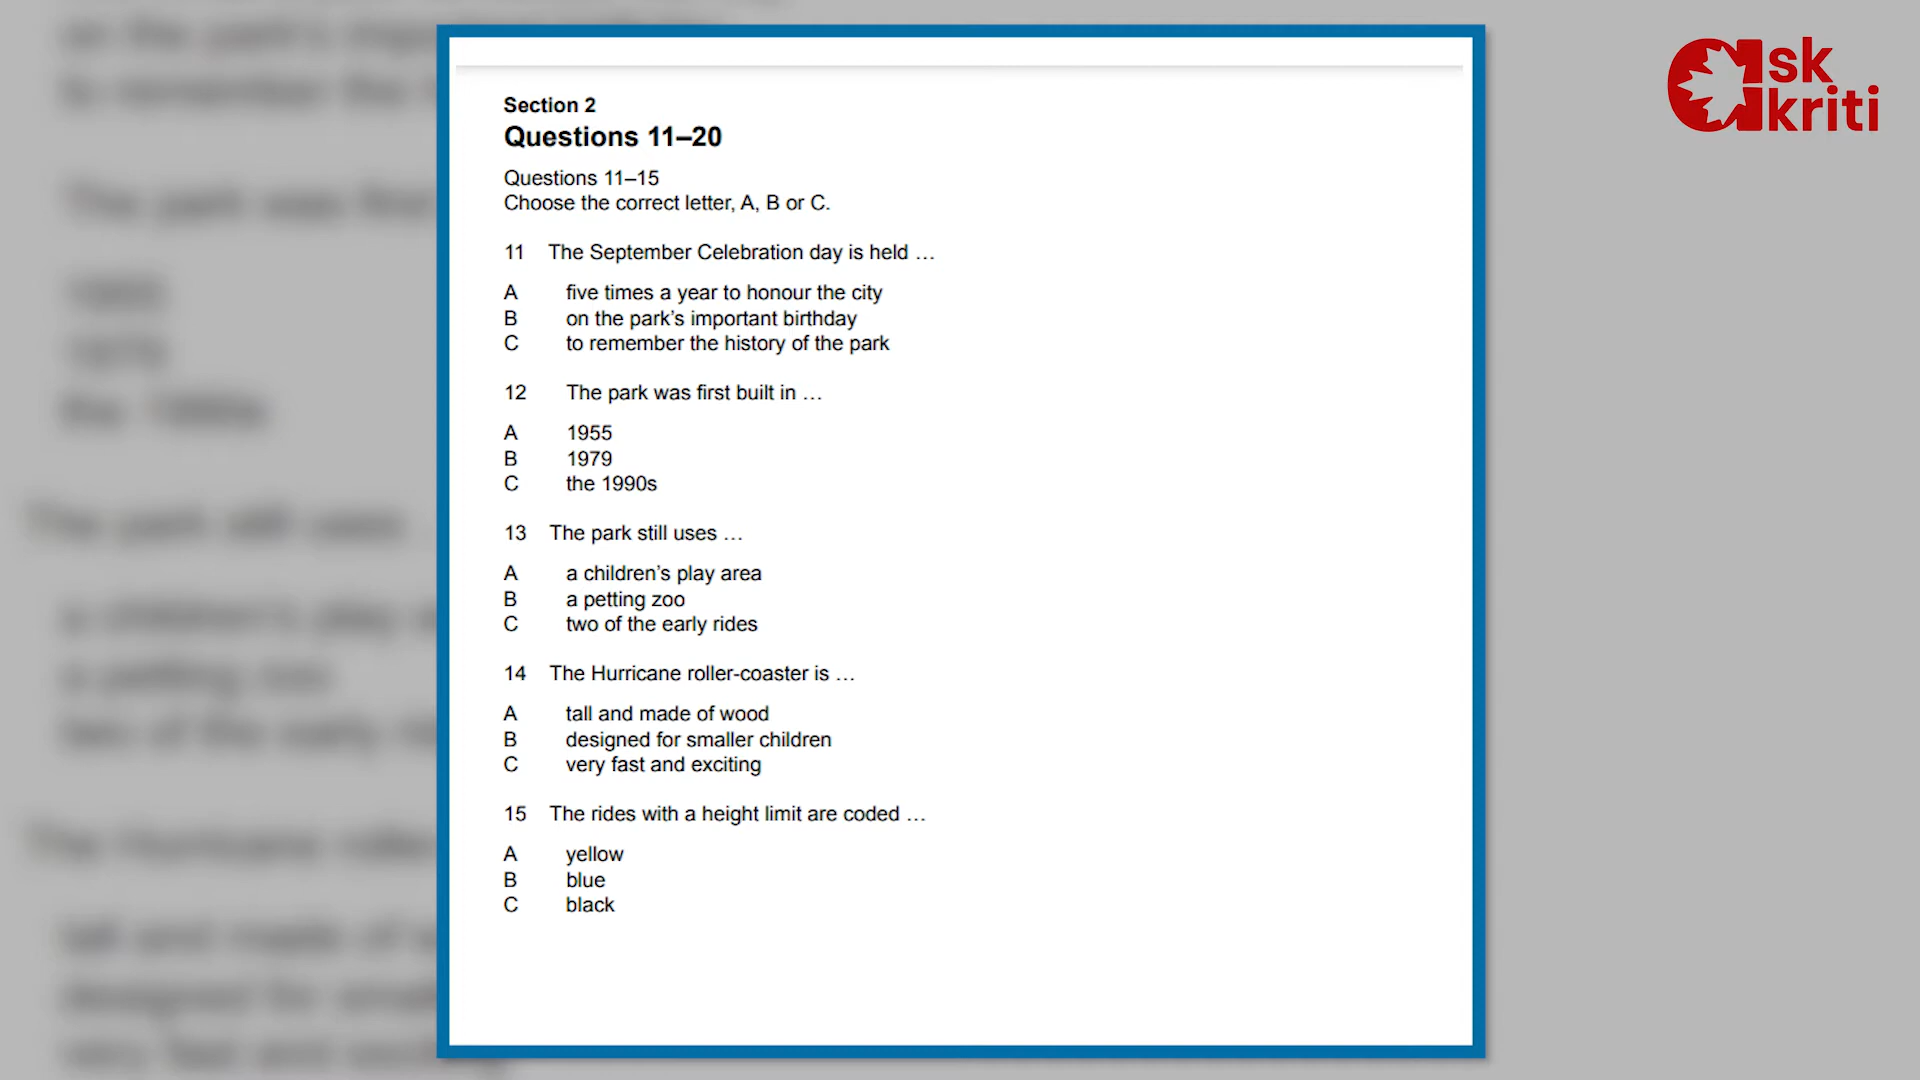 ask
kriti
Section 2
Questions 11–20
Questions 11–15
Choose the correct letter, A, B or C.
11 The September Celebration day is held …
A five times a year to honour the city
B on the park’s important birthday
C to remember the history of the park
12 The park was first built in …
A 1955
B 1979
C the 1990s
13 The park still uses …
A a children’s play area
B a petting zoo
C two of the early rides
14 The Hurricane roller-coaster is …
A tall and made of wood
B designed for smaller children
C very fast and exciting
15 The rides with a height limit are coded …
A yellow
B blue
C black